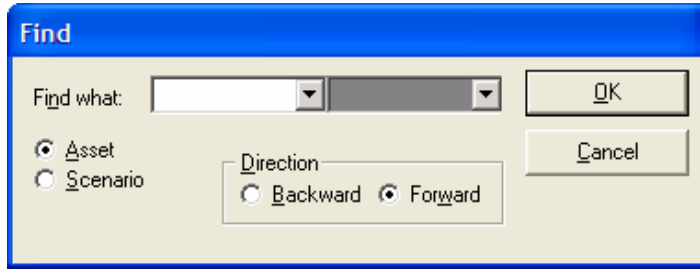 Find
Find what:
OK
Asset
Scenario
Direction
Backward Forward
Cancel